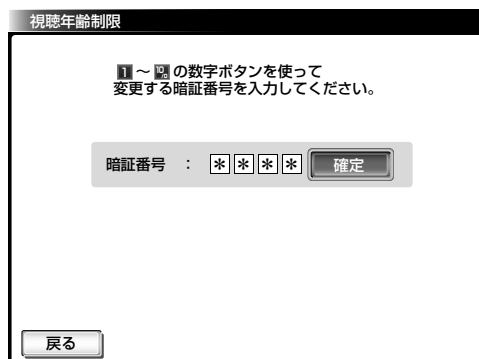 視聴年齢制限
1 ～ 10 の数字ボタンを使って
変更する暗証番号を入力してください。
暗証番号 : ＊ ＊ ＊ ＊ 確定
戻る